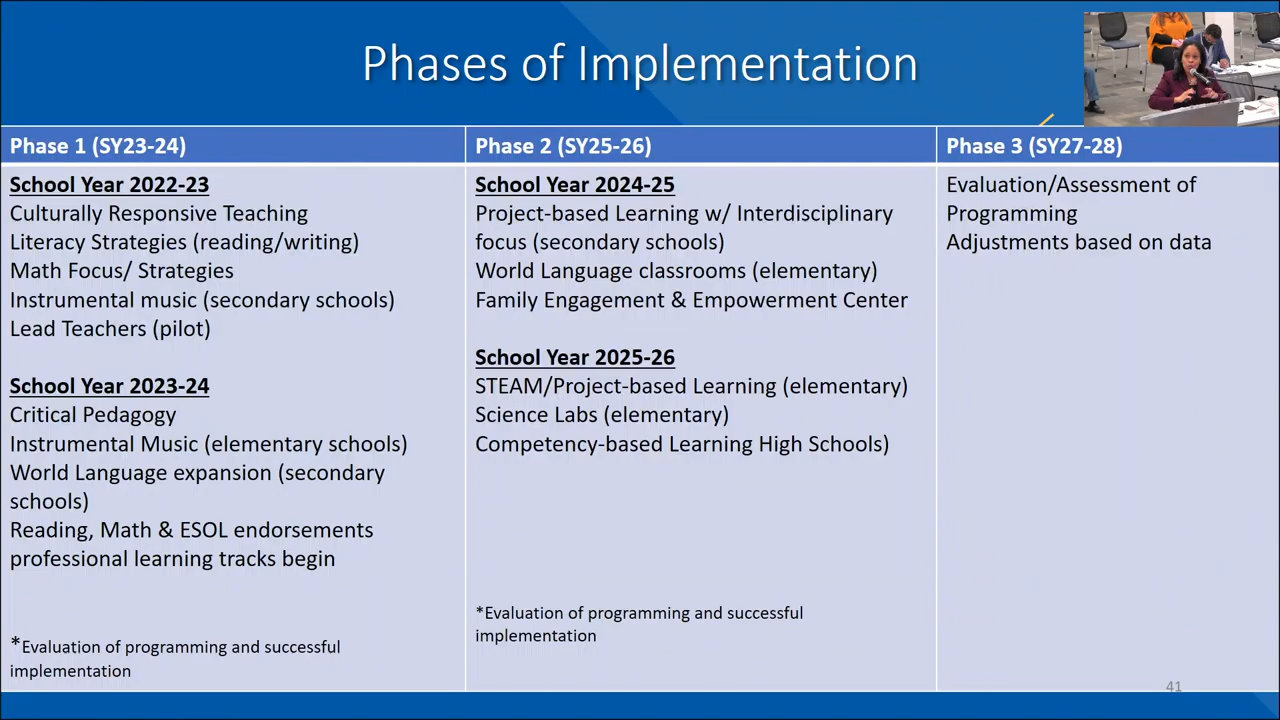 Phases of Implementation
Phase 1 (SY23-24)
School Year 2022-23
Culturally Responsive Teaching
Literacy Strategies (reading/writing)
Math Focus/ Strategies
Instrumental music (secondary schools)
Lead Teachers (pilot)
School Year 2023-24
Critical Pedagogy
Instrumental Music (elementary schools)
World Language expansion (secondary
schools)
Reading, Math & ESOL endorsements
professional learning tracks begin
*Evaluation of programming and successful
implementation
Phase 2 (SY25-26)
School Year 2024-25
Project-based Learning w/ Interdisciplinary
focus (secondary schools)
World Language classrooms (elementary)
Family Engagement & Empowerment Center
School Year 2025-26
STEAM/Project-based Learning (elementary)
Science Labs (elementary)
Competency-based Learning High Schools)
*Evaluation of programming and successful
implementation
Phase 3 (SY27-28)
Evaluation/Assessment of
Programming
Adjustments based on data
41